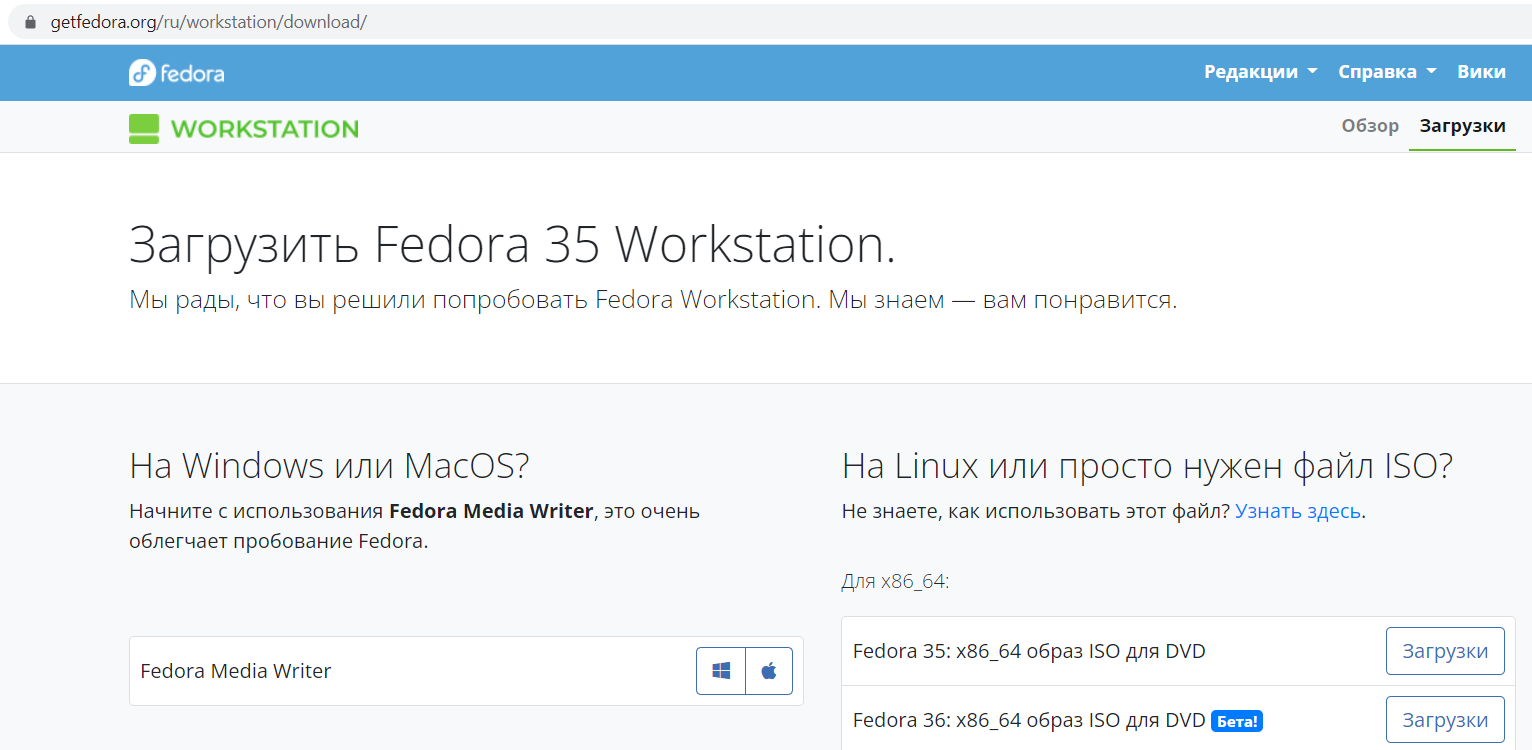 getfedora.org/ru/workstation/download/
fedora
Редакции
Справка
Вики
WORKSTATION
Обзор
Загрузки
Загрузить Fedora 35 Workstation.
Мы рады, что вы решили попробовать Fedora Workstation. Мы знаем — вам понравится.
На Windows или MacOS?
Начните с использования Fedora Media Writer, это очень
облегчает пробование Fedora.
Fedora Media Writer
На Linux или просто нужен файл ISO?
Не знаете, как использовать этот файл? Узнать здесь.
Для x86_64:
Fedora 35: x86_64 образ ISO для DVD
Загрузки
Fedora 36: x86_64 образ ISO для DVD Бета!
Загрузки